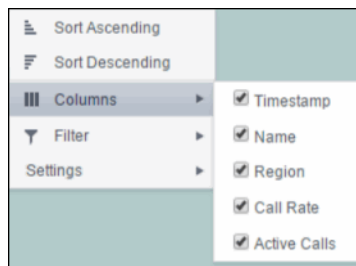 Sort Ascending
Sort Descending
Columns
Filter
Settings
Timestamp
Name
Region
Call Rate
Active Calls